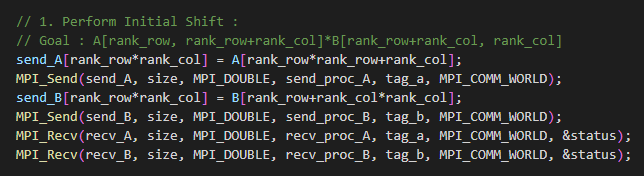 // 1. Perform Initial Shift :
// Goal : A[rank_row, rank_row+rank_col]*B[rank_row+rank_col, rank_col]
send_A[rank_row*rank_col] = A[rank_row*rank_row+rank_col];
MPI_Send(send_A, size, MPI_DOUBLE, send_proc_A, tag_a, MPI_COMM_WORLD);
send_B[rank_row*rank_col] = B[rank_row+rank_col*rank_col];
MPI_Send(send_B, size, MPI_DOUBLE, send_proc_B, tag_b, MPI_COMM_WORLD);
MPI_Recv(recv_A, size, MPI_DOUBLE, recv_proc_A, tag_a, MPI_COMM_WORLD, &status);
MPI_Recv(recv_B, size, MPI_DOUBLE, recv_proc_B, tag_b, MPI_COMM_WORLD, &status);